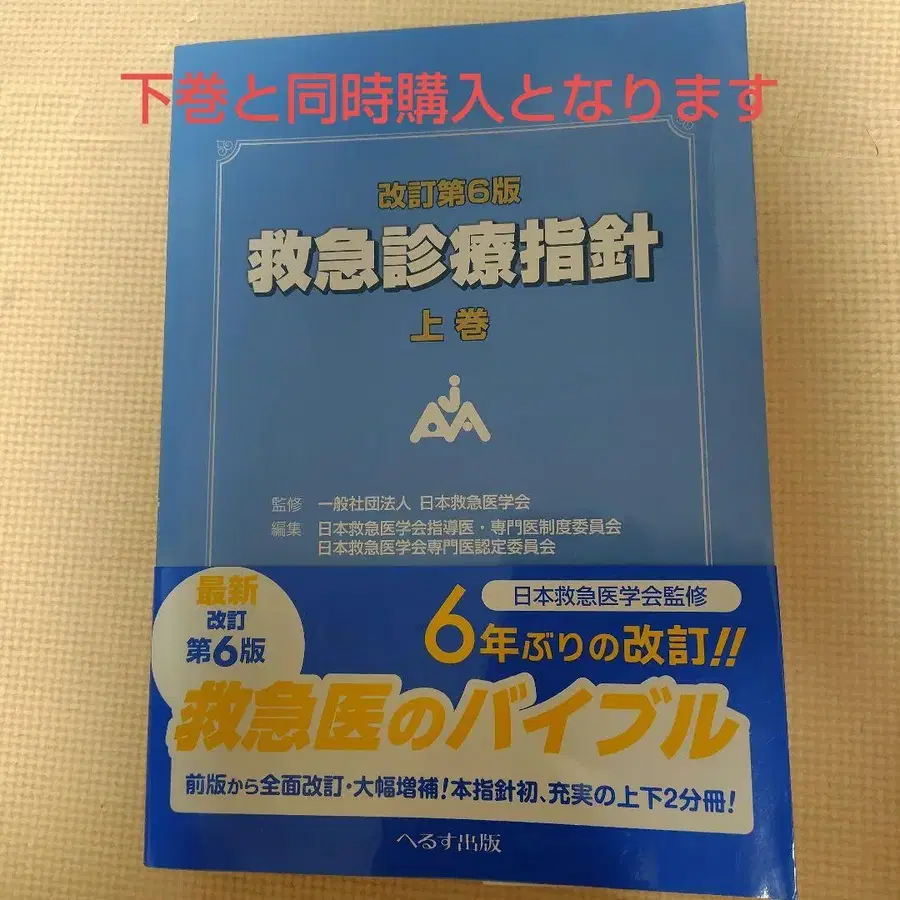 下巻と同時購入となります
改訂第6版
救急診療指針
上巻
監修 一般社団法人 日本救急医学会
編集 日本救急医学会指導医・専門医制度委員会
日本救急医学会専門医認定委員会
最新
改訂
第6版
日本救急医学会監修
6年ぶりの改訂!!
救急医のバイブル
前版から全面改訂・大幅増補!本指針初、充実の上下2分冊!
へるす出版